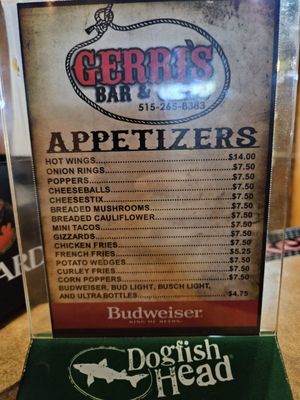 GERRI'S
BAR &
515-265-8383
APPETIZERS
HOT WINGS $14.00
ONION RINGS $7.50
POPPERS $7.50
CHEESEBALLS $7.50
CHEESESTIX $7.50
BREADED MUSHROOMS $7.50
BREADED CAULIFLOWER $7.50
MINI TACOS $7.50
GIZZARDS $7.50
CHICKEN FRIES $7.50
FRENCH FRIES $5.25
POTATO WEDGES $7.50
CURLEY FRIES $7.50
CORN POPPERS $7.50
BUDWEISER, BUD LIGHT, BUSCH LIGHT,
AND ULTRA BOTTLES $4.75
Budweiser
KING OF BEERS
Dogfish
Head